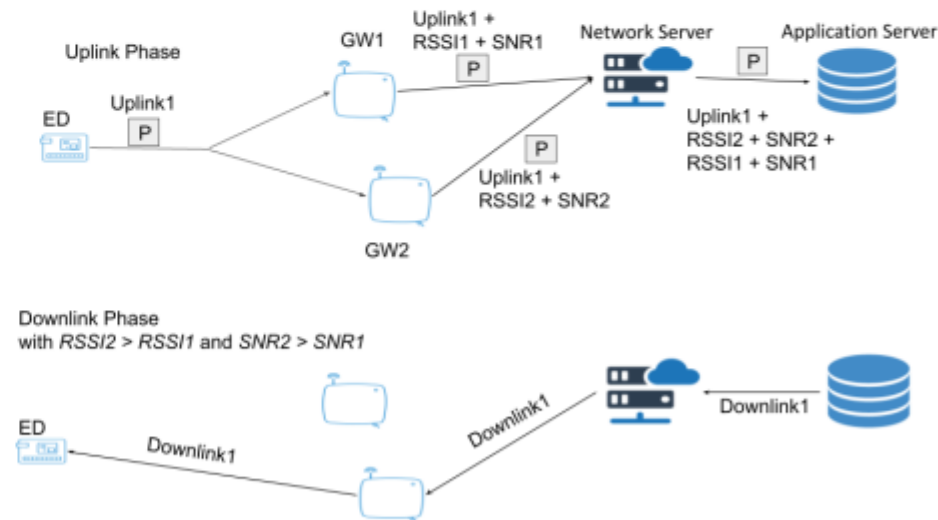 Uplink Phase
ED
Uplink1
P
GW1
Uplink1 +
RSSI1 + SNR1
P
GW2
P
Uplink1 +
RSSI2 + SNR2
Network Server
P
Uplink1 +
RSSI2 + SNR2 +
RSSI1 + SNR1
Application Server
Downlink Phase
with RSSI2 > RSSI1 and SNR2 > SNR1
ED
Downlink1
Downlink1
Downlink1